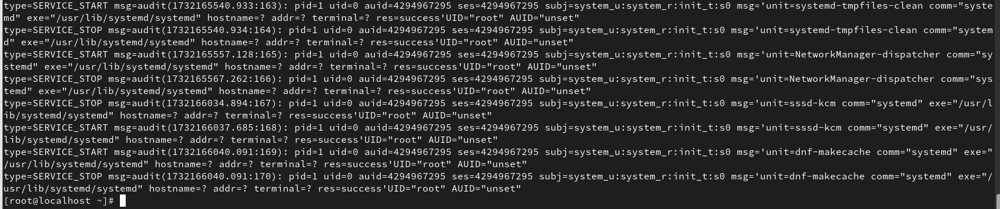 type=SERVICE_START msg=audit(1732165540.933:163): pid=1 uid=0 auid=4294967295 ses=4294967295 subj=system_u:system_r:init_t:s0 msg='unit=systemd-tmpfiles-clean comm="syste
md" exe="/usr/lib/systemd/systemd" hostname=? addr=? terminal=? res=success'UID="root" AUID="unset"
type=SERVICE_STOP msg=audit(1732165540.934:164): pid=1 uid=0 auid=4294967295 ses=4294967295 subj=system_u:system_r:init_t:s0 msg='unit=systemd-tmpfiles-clean comm="system
d" exe="/usr/lib/systemd/systemd" hostname=? addr=? terminal=? res=success'UID="root" AUID="unset"
type=SERVICE_START msg=audit(1732165557.128:165): pid=1 uid=0 auid=4294967295 ses=4294967295 subj=system_u:system_r:init_t:s0 msg='unit=NetworkManager-dispatcher comm="sy
stemd" exe="/usr/lib/systemd/systemd" hostname=? addr=? terminal=? res=success'UID="root" AUID="unset"
type=SERVICE_STOP msg=audit(1732165567.262:166): pid=1 uid=0 auid=4294967295 ses=4294967295 subj=system_u:system_r:init_t:s0 msg='unit=NetworkManager-dispatcher comm="sys
temd" exe="/usr/lib/systemd/systemd" hostname=? addr=? terminal=? res=success'UID="root" AUID="unset"
type=SERVICE_STOP msg=audit(1732166034.894:167): pid=1 uid=0 auid=4294967295 ses=4294967295 subj=system_u:system_r:init_t:s0 msg='unit=sssd-kcm comm="systemd" exe="/usr/l
ib/systemd/systemd" hostname=? addr=? terminal=? res=success'UID="root" AUID="unset"
type=SERVICE_START msg=audit(1732166037.685:168): pid=1 uid=0 auid=4294967295 ses=4294967295 subj=system_u:system_r:init_t:s0 msg='unit=sssd-kcm comm="systemd" exe="/usr/
lib/systemd/systemd" hostname=? addr=? terminal=? res=success'UID="root" AUID="unset"
type=SERVICE_START msg=audit(1732166040.091:169): pid=1 uid=0 auid=4294967295 ses=4294967295 subj=system_u:system_r:init_t:s0 msg='unit=dnf-makecache comm="systemd" exe="
/usr/lib/systemd/systemd" hostname=? addr=? terminal=? res=success'UID="root" AUID="unset"
type=SERVICE_STOP msg=audit(1732166040.091:170): pid=1 uid=0 auid=4294967295 ses=4294967295 subj=system_u:system_r:init_t:s0 msg='unit=dnf-makecache comm="systemd" exe="/
usr/lib/systemd/systemd" hostname=? addr=? terminal=? res=success'UID="root" AUID="unset"
[root@localhost ~]#